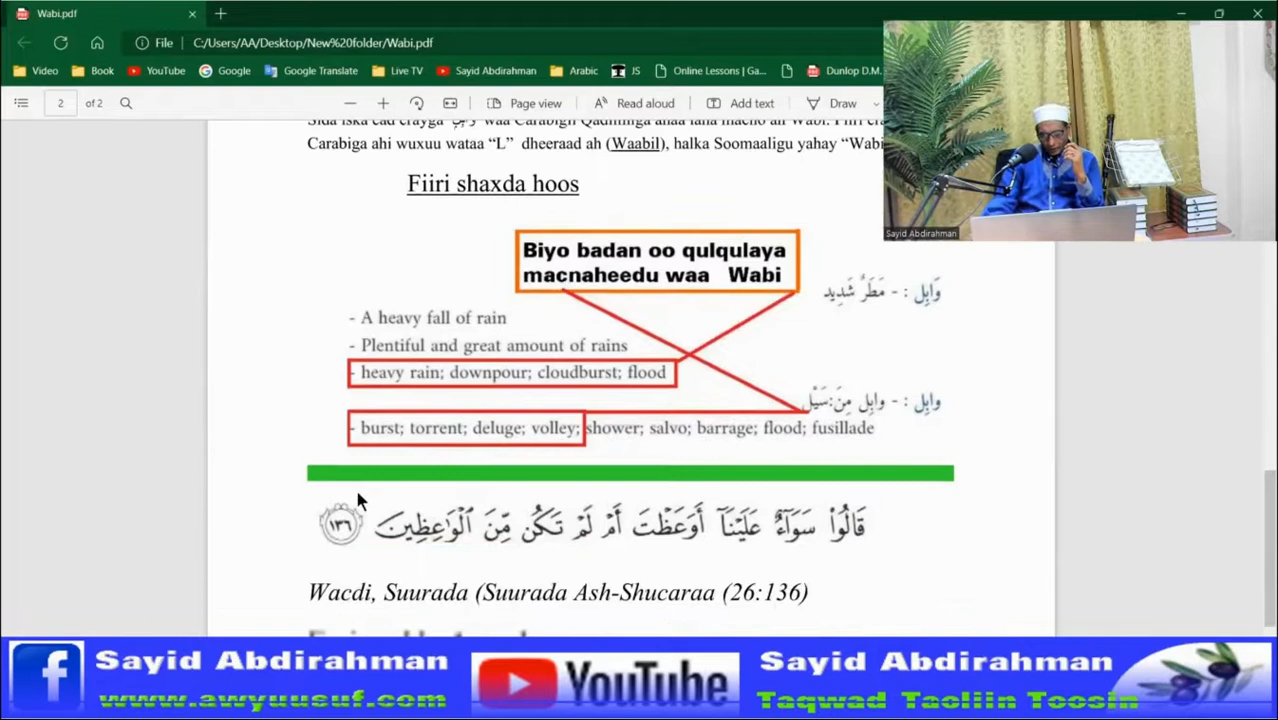 Wabi.pdf
File C:/Users/AA/Desktop/New%20folder/Wabi.pdf
Video Book YouTube Google Google Translate Live TV Sayid Abdirahman Arabic JS Online Lessons | Ga... Dunlop D.M.
2 of 2 Page view Read aloud Add text Draw
Carabiga ahi wuxuu wataa “L” dheeraad ah (Waabil), halka Soomaaligu yahay “Wabi
Sayid Abdirahman
Fiiri shaxda hoos
Biyo badan oo qulqulaya
macnaheedu waa Wabi
وَابِل : - مَطَرٌ شَدِيد
- A heavy fall of rain
- Plentiful and great amount of rains
- heavy rain; downpour; cloudburst; flood
وابِل : - وابِل مِنَ:سَيْل
- burst; torrent; deluge; volley; shower; salvo; barrage; flood; fusillade
قَالُوا۟ سَوَآءٌ عَلَيْنَآ أَوَعَظْتَ أَمْ لَمْ تَكُن مِّنَ ٱلْوَٰعِظِينَ ١٣٦
Wacdi, Suurada (Suurada Ash-Shucaraa (26:136)
f Sayid Abdirahman
www.awyuusuf.com
YouTube
Sayid Abdirahman
Taqwad Taoliin Toosin